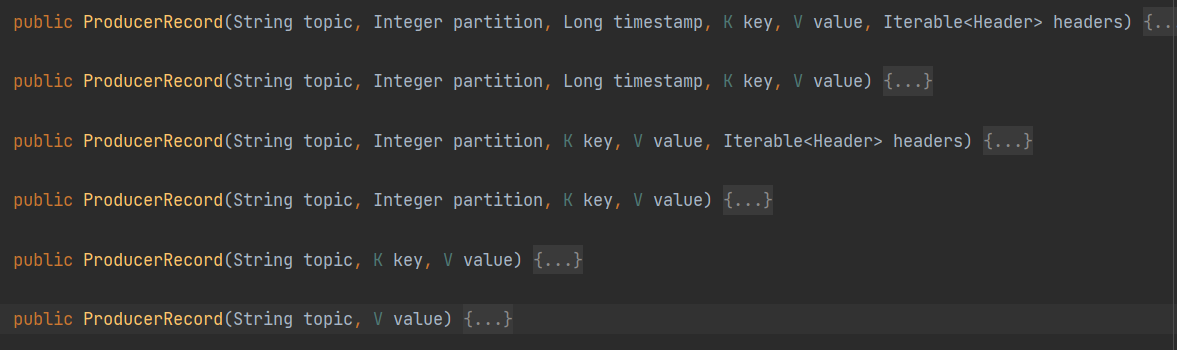 public ProducerRecord(String topic, Integer partition, Long timestamp, K key, V value, Iterable<Header> headers) {...
public ProducerRecord(String topic, Integer partition, Long timestamp, K key, V value) {...}
public ProducerRecord(String topic, Integer partition, K key, V value, Iterable<Header> headers) {...}
public ProducerRecord(String topic, Integer partition, K key, V value) {...}
public ProducerRecord(String topic, K key, V value) {...}
public ProducerRecord(String topic, V value) {...}